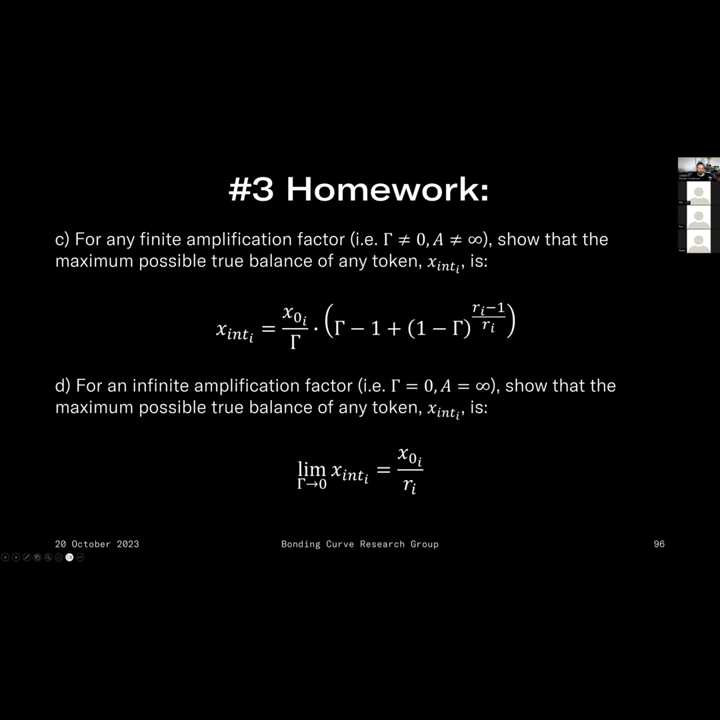 #3 Homework:
c) For any finite amplification factor (i.e. Γ ≠ 0, A ≠ ∞), show that the
maximum possible true balance of any token, x_{int_i}, is:
x_{int_i} = \frac{x_{0_i}}{Γ} · (Γ − 1 + (1 − Γ)^{\frac{r_i−1}{r_i}})
d) For an infinite amplification factor (i.e. Γ = 0, A = ∞), show that the
maximum possible true balance of any token, x_{int_i}, is:
\lim_{Γ→0} x_{int_i} = \frac{x_{0_i}}{r_i}
20 October 2023 Bonding Curve Research Group 96